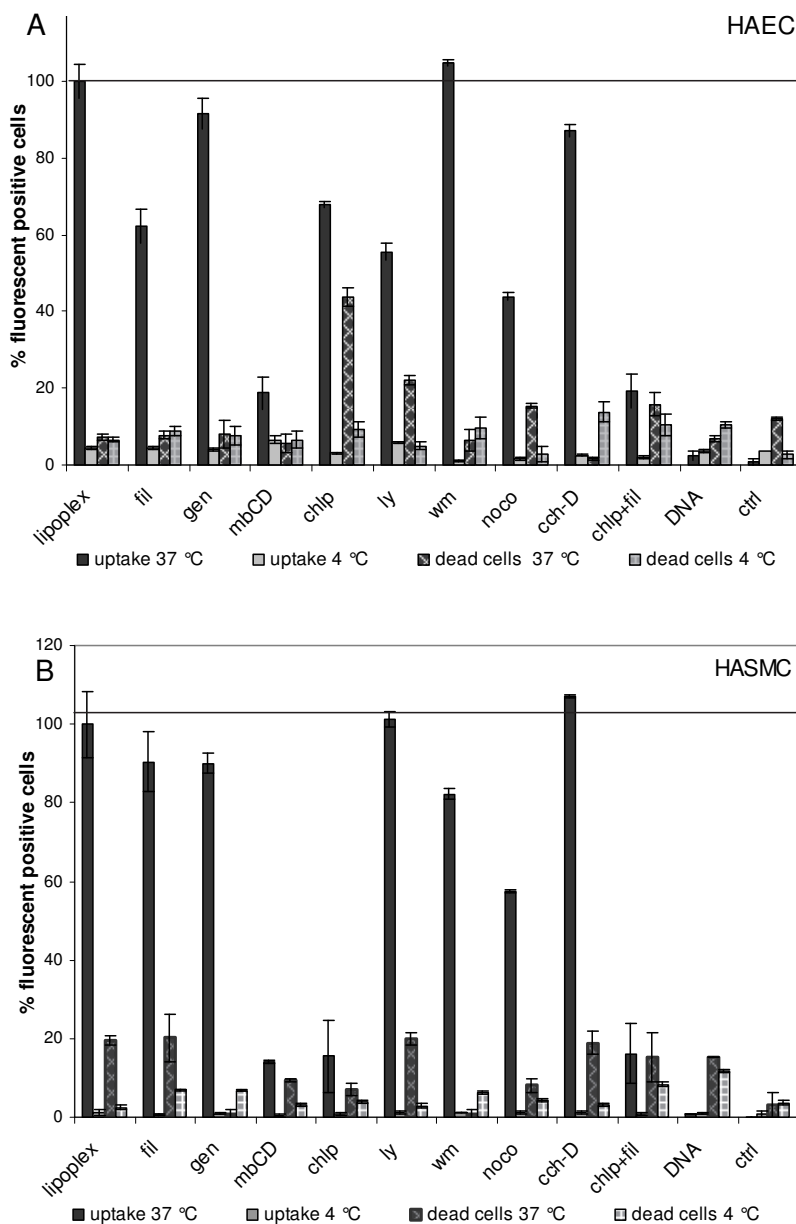 A
HAEC
% fluorescent positive cells
100
80
60
40
20
0
lipoplex
fil
gen
mbCD
chlp
ly
wm
noco
cch-D
chlp+fil
DNA
ctrl
uptake 37 °C
uptake 4 °C
dead cells 37 °C
dead cells 4 °C
B
HASMC
% fluorescent positive cells
120
100
80
60
40
20
0
lipoplex
fil
gen
mbCD
chlp
ly
wm
noco
cch-D
chlp+fil
DNA
ctrl
uptake 37 °C
uptake 4 °C
dead cells 37 °C
dead cells 4 °C